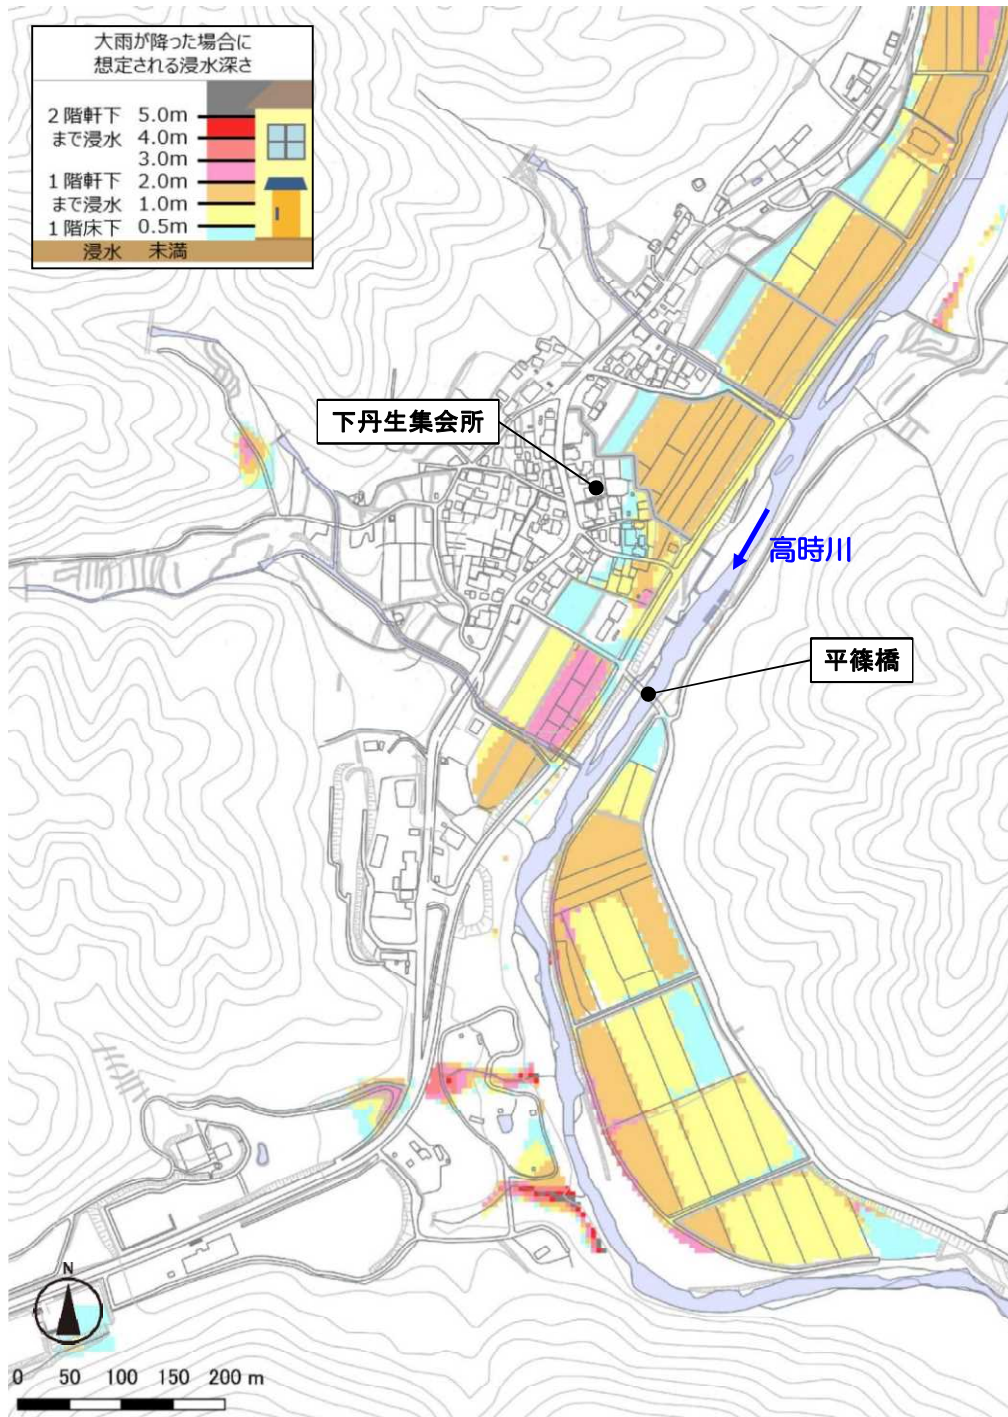 大雨が降った場合に
想定される浸水深さ
2階軒下 5.0m
まで浸水 4.0m
3.0m
1階軒下 2.0m
まで浸水 1.0m
1階床下 0.5m
浸水 未満
下丹生集会所
高時川
平篠橋
N
0 50 100 150 200 m